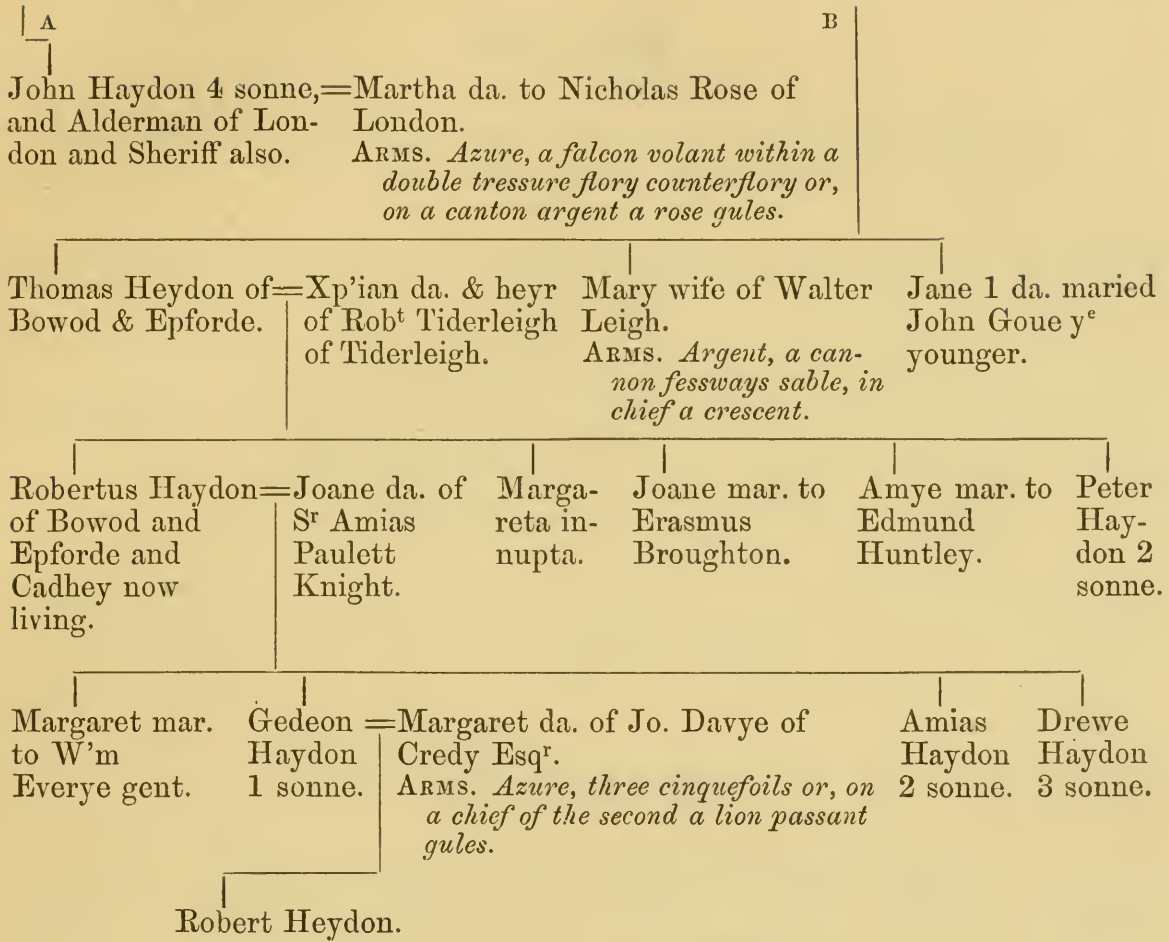 A
B
John Haydon 4 sonne,=Martha da. to Nicholas Rose of
and Alderman of Lon- London.
don and Sheriff also. ARMS. Azure, a falcon volant within a
double tressure flory counterflory or,
on a canton argent a rose gules.
Thomas Heydon of=Xp'ian da. & heyr
Bowod & Epforde. of Robt Tiderleigh
of Tiderleigh.
Mary wife of Walter
Leigh.
ARMS. Argent, a can-
non fessways sable, in
chief a crescent.
Jane 1 da. maried
John Goue ye
younger.
Robertus Haydon=Joane da. of
of Bowod and Sr Amias
Epforde and Paulett
Cadhey now Knight.
living.
Marga-
reta in-
nupta.
Joane mar. to
Erasmus
Broughton.
Amye mar. to
Edmund
Huntley.
Peter
Hay-
don 2
sonne.
Margaret mar.
to W'm
Everye gent.
Gedeon =Margaret da. of Jo. Davye of
Haydon Credy Esqr.
1 sonne. ARMS. Azure, three cinquefoils or, on
a chief of the second a lion passant
gules.
Amias
Haydon
2 sonne.
Drewe
Haydon
3 sonne.
Robert Heydon.